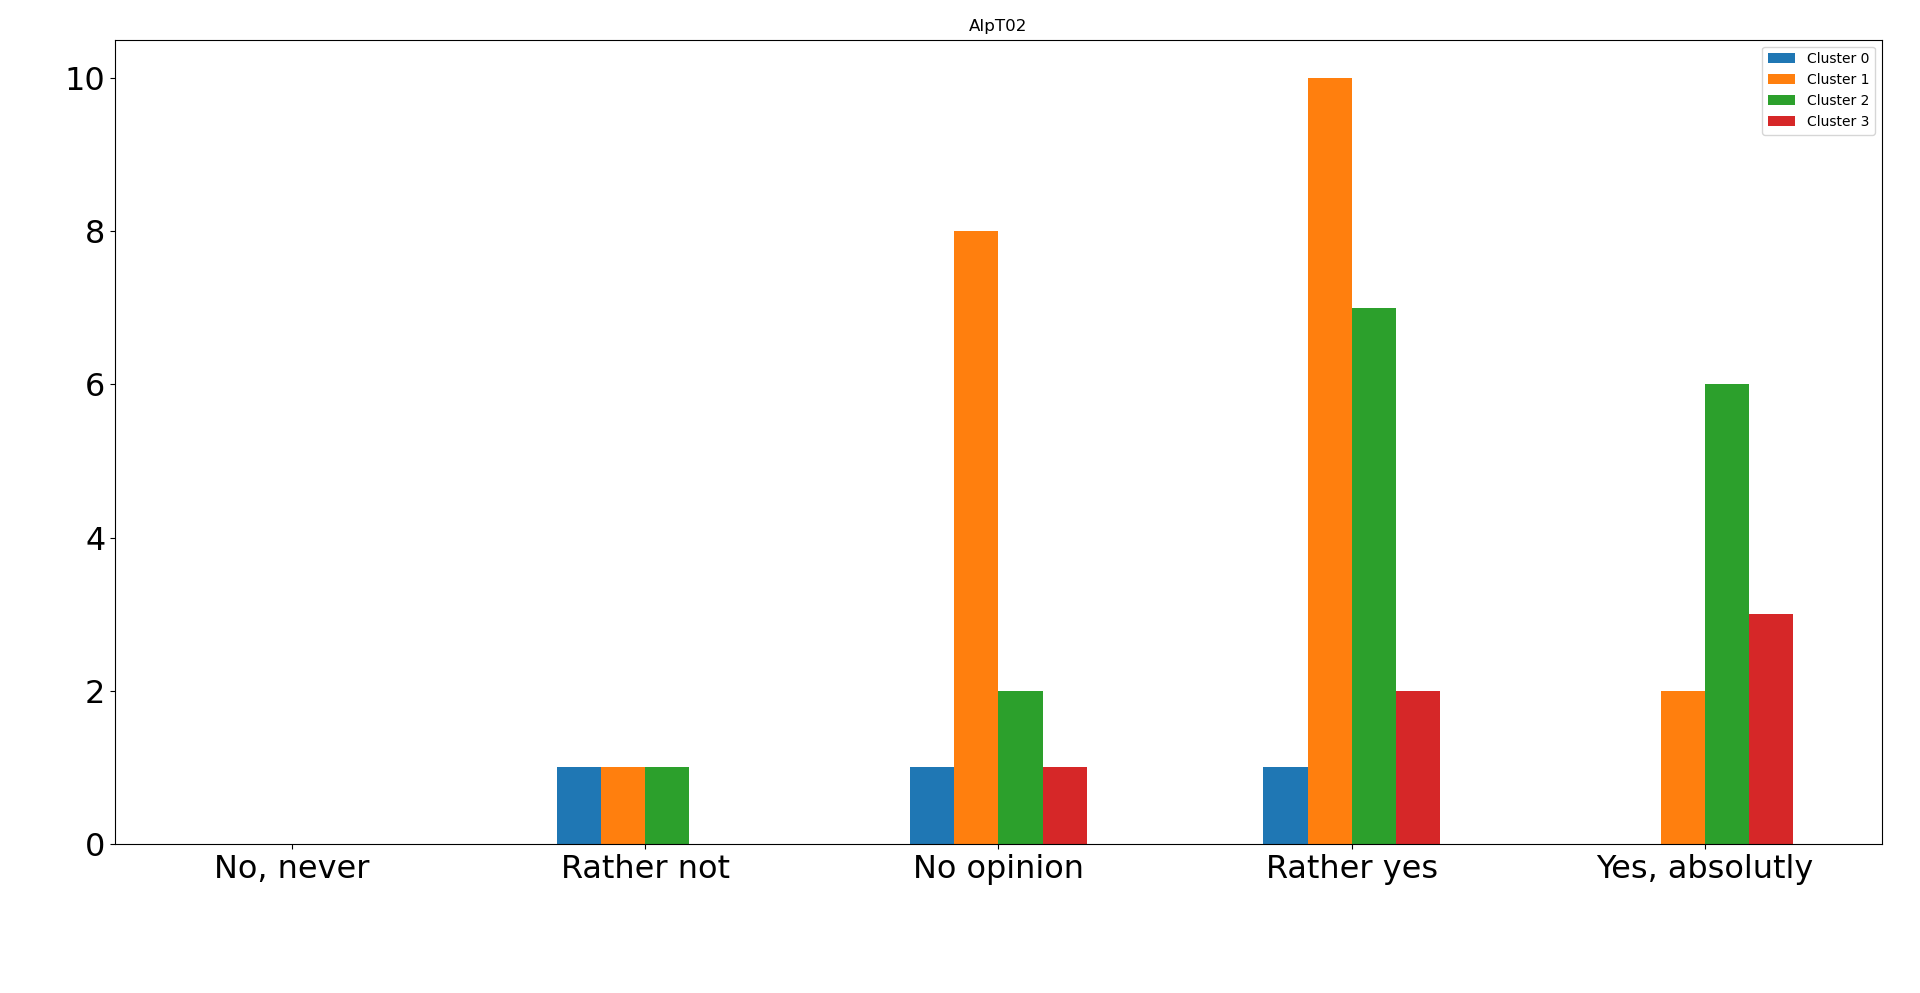 AIpT02
Cluster 0
Cluster 1
Cluster 2
Cluster 3
10
8
6
4
2
0
No, never
Rather not
No opinion
Rather yes
Yes, absolutly